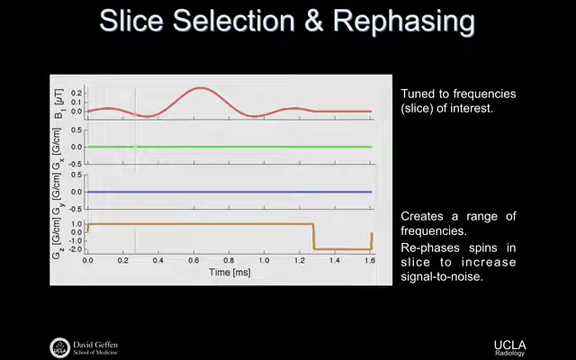 Slice Selection & Rephasing
B1 [µT]
0.2
0.1
0.0
Tuned to frequencies
(slice) of interest.
Gx [G/cm]
0.5
0.0
-0.5
Gy [G/cm]
0.5
0.0
-0.5
Gz [G/cm]
1.0
0.0
-1.0
-2.0
Creates a range of
frequencies.
Re-phases spins in
slice to increase
signal-to-noise.
0.0 0.2 0.4 0.6 0.8 1.0 1.2 1.4 1.6
Time [ms]
UCLA
David Geffen
School of Medicine
UCLA
Radiology